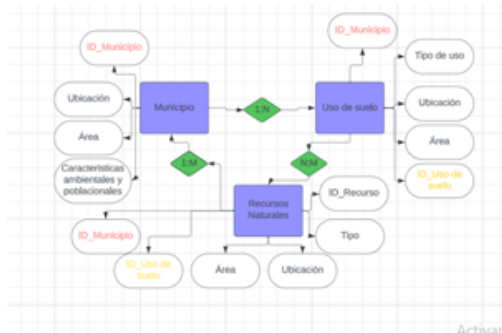 ID_Municipio
ID_Municipio
Tipo de uso
Ubicación
Municipio
1:N
Uso de suelo
Ubicación
Área
Área
Características
ambientales y
poblacionales
1:M
N:M
ID_Uso de
suelo
Recursos
Naturales
ID_Recurso
ID_Municipio
Tipo
ID_Uso de
suelo
Área
Ubicación
Activar